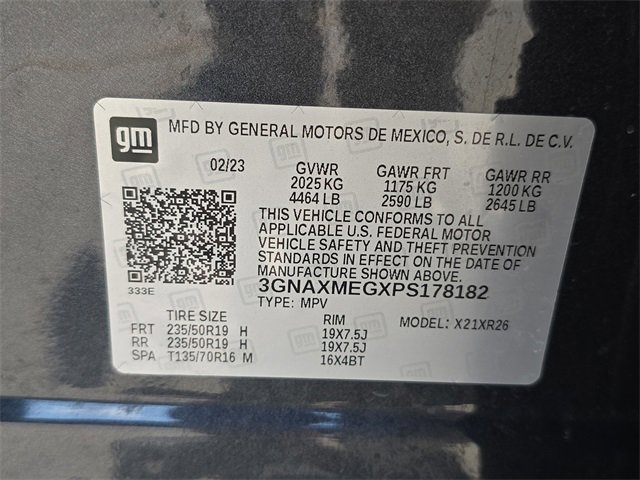 gm
MFD BY GENERAL MOTORS DE MEXICO, S. DE R.L. DE C.V.
02/23 GVWR GAWR FRT GAWR RR
2025 KG 1175 KG 1200 KG
4464 LB 2590 LB 2645 LB
THIS VEHICLE CONFORMS TO ALL
APPLICABLE U.S. FEDERAL MOTOR
VEHICLE SAFETY AND THEFT PREVENTION
STANDARDS IN EFFECT ON THE DATE OF
MANUFACTURE SHOWN ABOVE.
333E
3GNAXMEGXPS178182
TYPE: MPV
TIRE SIZE RIM MODEL: X21XR26
FRT 235/50R19 H 19X7.5J
RR 235/50R19 H 19X7.5J
SPA T135/70R16 M 16X4BT